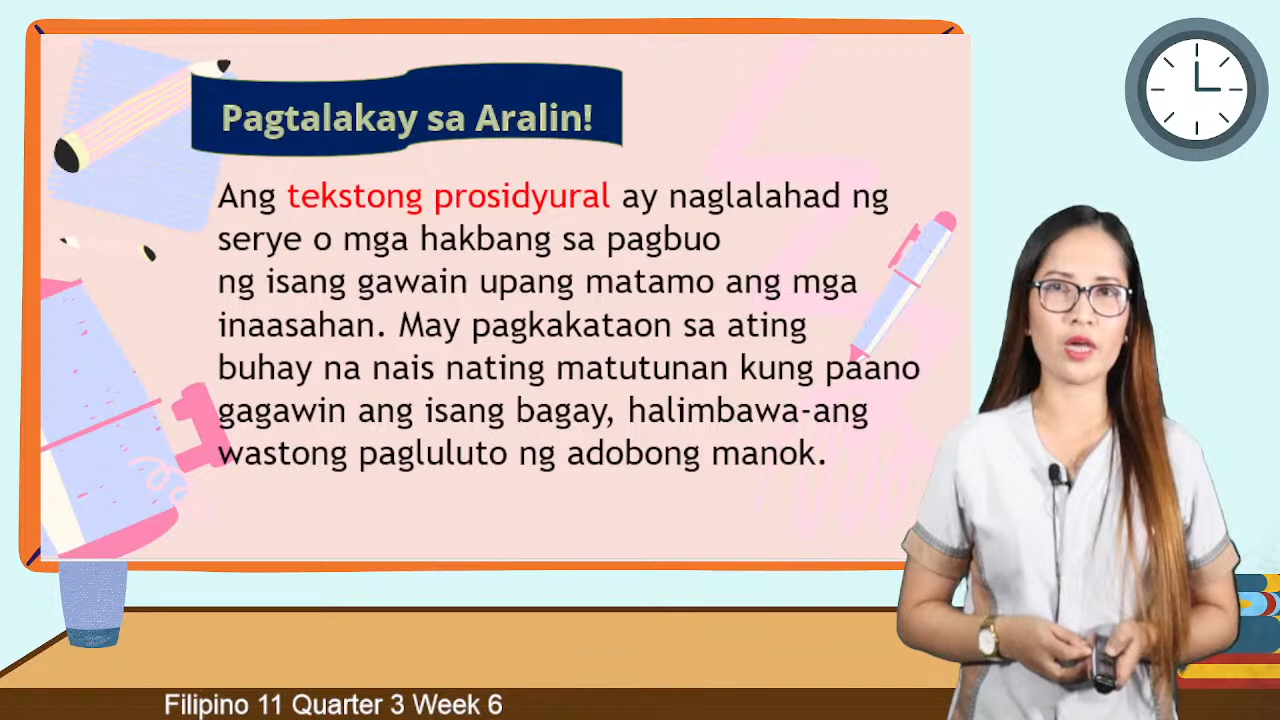 Pagtalakay sa Aralin!
Ang tekstong prosidyural ay naglalahad ng
serye o mga hakbang sa pagbuo
ng isang gawain upang matamo ang mga
inaasahan. May pagkakataon sa ating
buhay na nais nating matutunan kung paano
gagawin ang isang bagay, halimbawa-ang
wastong pagluluto ng adobong manok.
Filipino 11 Quarter 3 Week 6